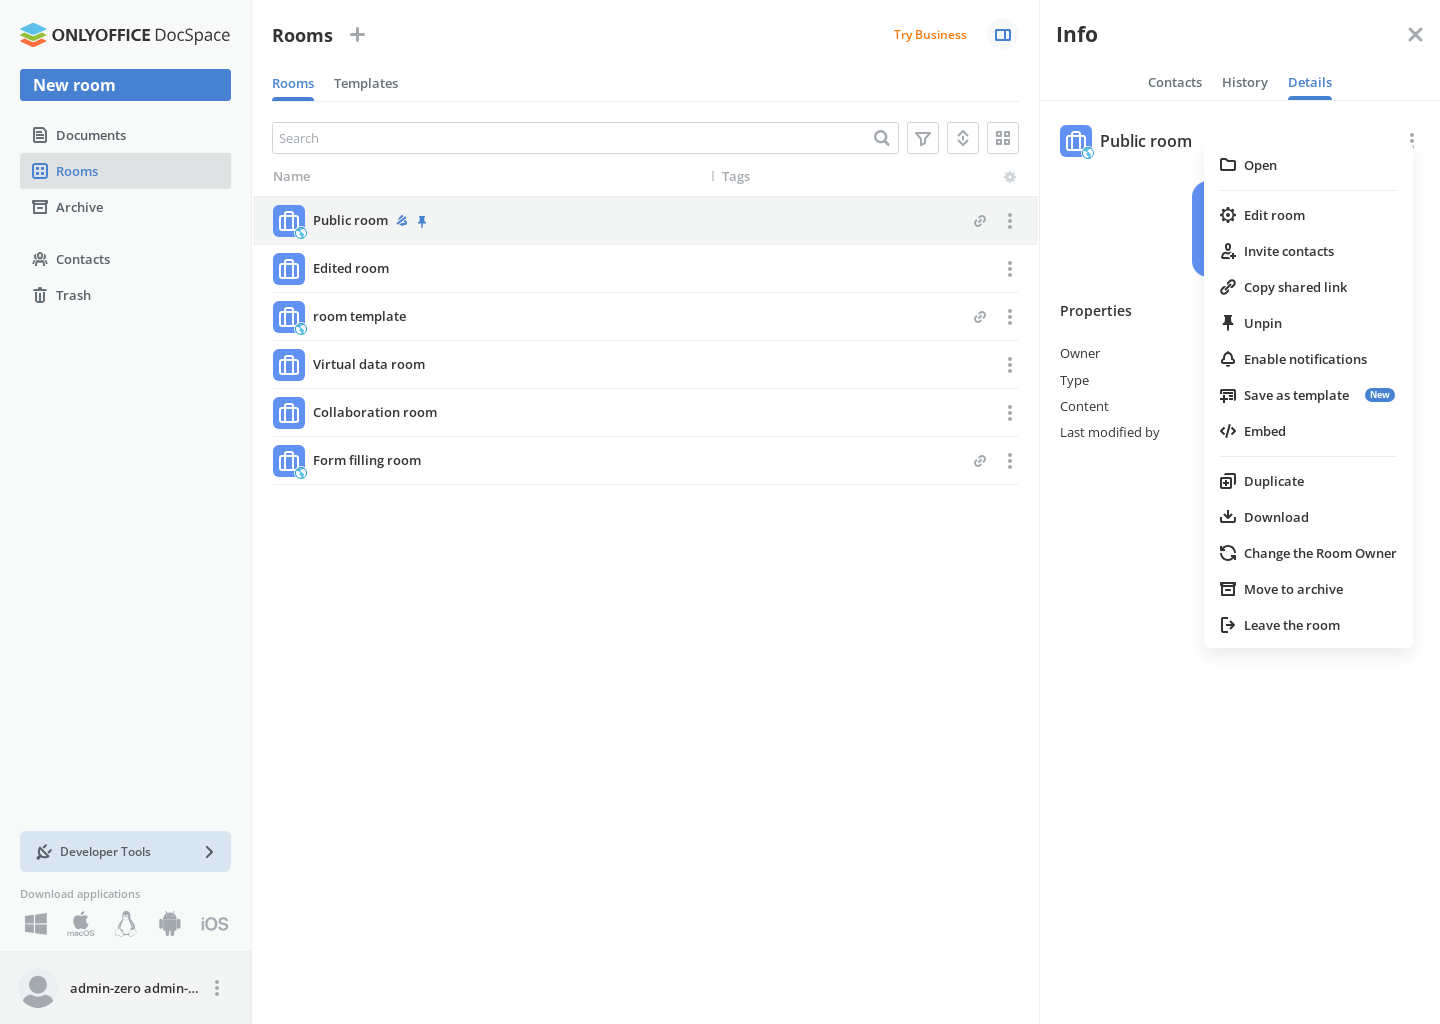 ONLYOFFICE DocSpace
New room
Documents
Rooms
Archive
Contacts
Trash
Developer Tools
Download applications
macOS
iOS
admin-zero admin-...
Rooms
Try Business
Rooms
Templates
Search
Name
Tags
Public room
Edited room
room template
Virtual data room
Collaboration room
Form filling room
Info
Contacts
History
Details
Public room
Properties
Owner
Type
Content
Last modified by
Open
Edit room
Invite contacts
Copy shared link
Unpin
Enable notifications
Save as template New
Embed
Duplicate
Download
Change the Room Owner
Move to archive
Leave the room